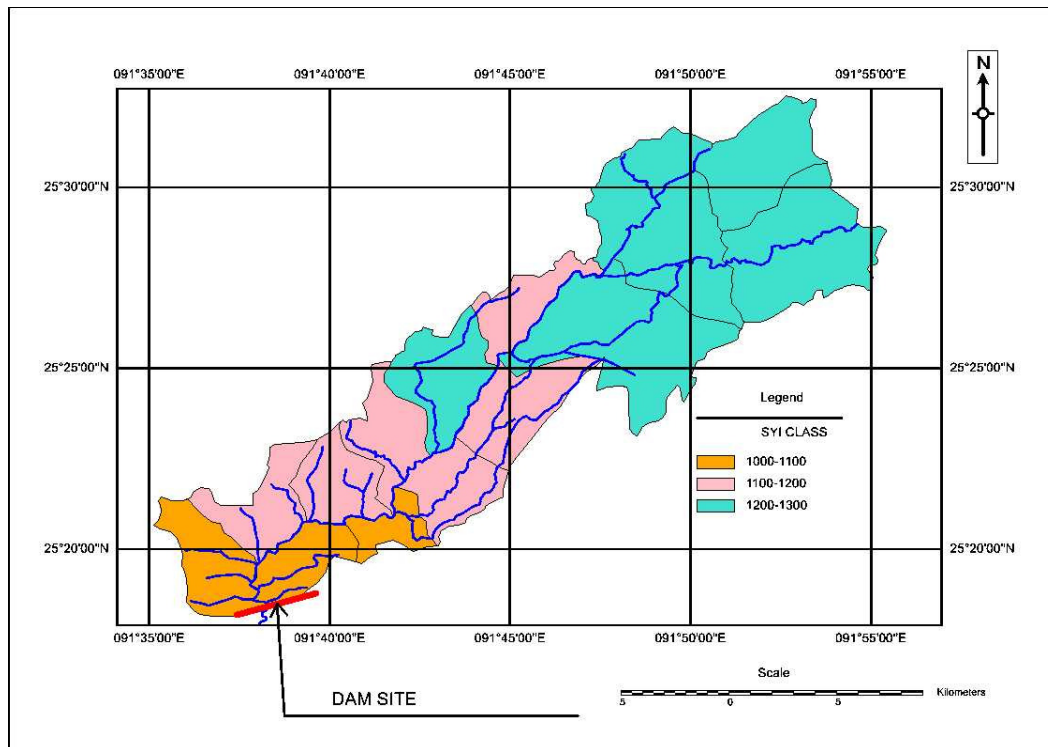 091°35'00"E 091°40'00"E 091°45'00"E 091°50'00"E 091°55'00"E
N
25°30'00"N 25°30'00"N
25°25'00"N 25°25'00"N
Legend
SYI CLASS
1000-1100
1100-1200
1200-1300
25°20'00"N 25°20'00"N
091°35'00"E 091°40'00"E 091°45'00"E 091°50'00"E 091°55'00"E
Scale
Kilometers
5 0 5
DAM SITE